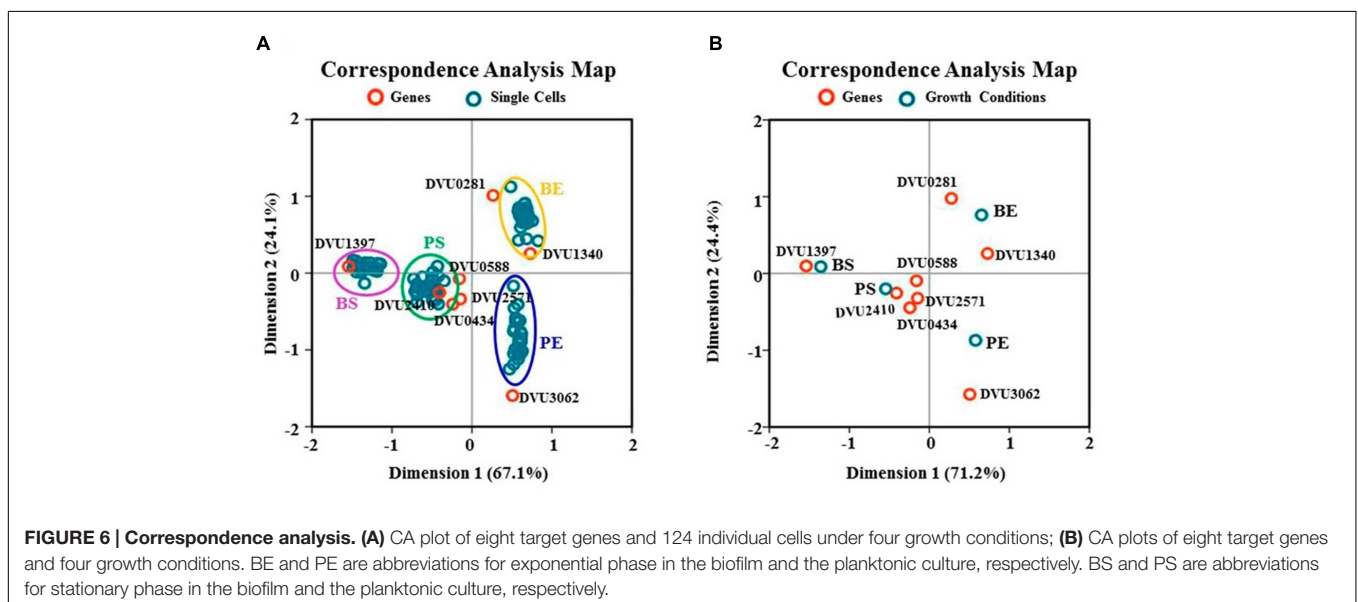 A
Correspondence Analysis Map
Genes Single Cells
2
1
0
-1
-2
-2 -1 0 1 2
Dimension 2 (24.1%)
Dimension 1 (67.1%)
DVU0281
BE
DVU1397
PS
DVU1340
DVU0588
BS
DVU2410
DVU2571
DVU0434
PE
DVU3062
B
Correspondence Analysis Map
Genes Growth Conditions
2
1
0
-1
-2
-2 -1 0 1 2
Dimension 2 (24.4%)
Dimension 1 (71.2%)
DVU0281
BE
DVU1397
DVU1340
BS
DVU0588
PS
DVU2410
DVU2571
DVU0434
PE
DVU3062
FIGURE 6 | Correspondence analysis. (A) CA plot of eight target genes and 124 individual cells under four growth conditions; (B) CA plots of eight target genes
and four growth conditions. BE and PE are abbreviations for exponential phase in the biofilm and the planktonic culture, respectively. BS and PS are abbreviations
for stationary phase in the biofilm and the planktonic culture, respectively.